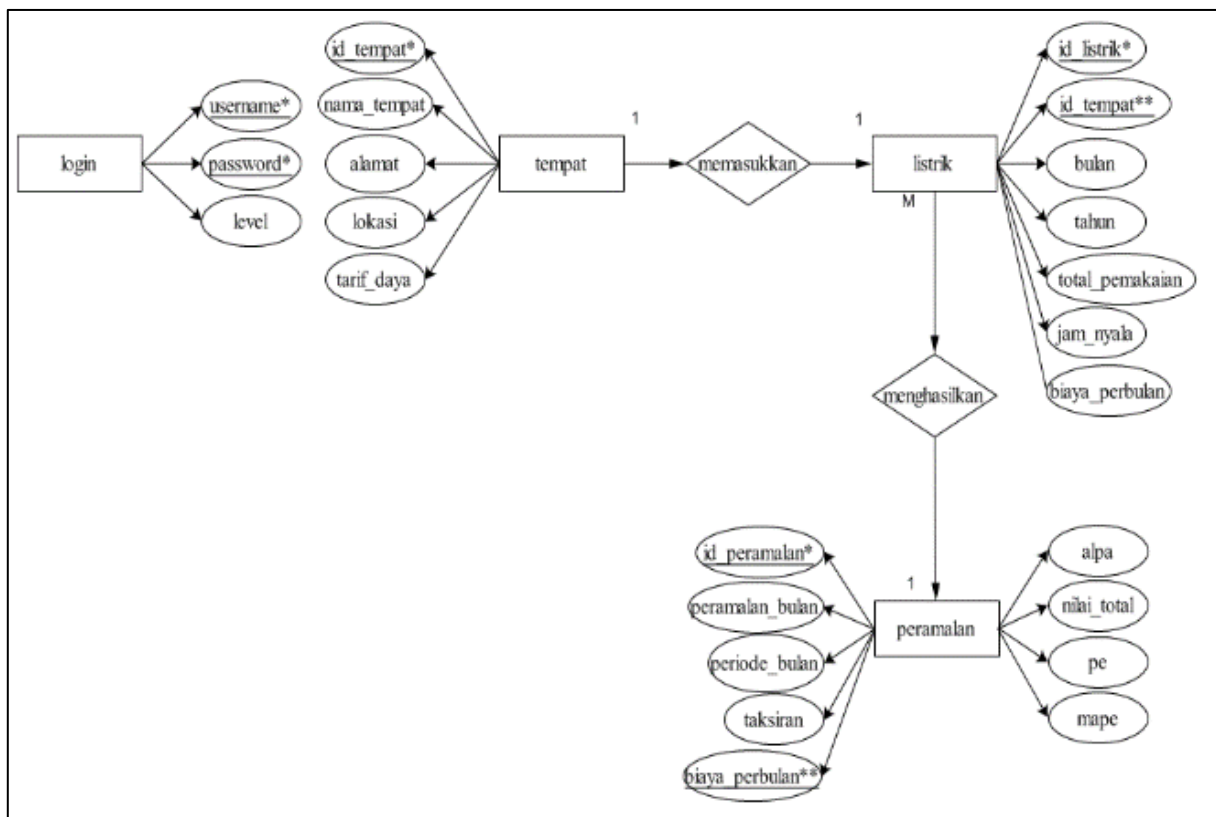 login
username*
password*
level
id_tempat*
nama_tempat
alamat
lokasi
tarif_daya
tempat
1
memasukkan
1
listrik
M
id_listrik*
id_tempat**
bulan
tahun
total_pemakaian
jam_nyala
biaya_perbulan
menghasilkan
1
peramalan
id_peramalan*
peramalan_bulan
periode_bulan
taksiran
biaya_perbulan**
alpa
nilai_total
pe
mape